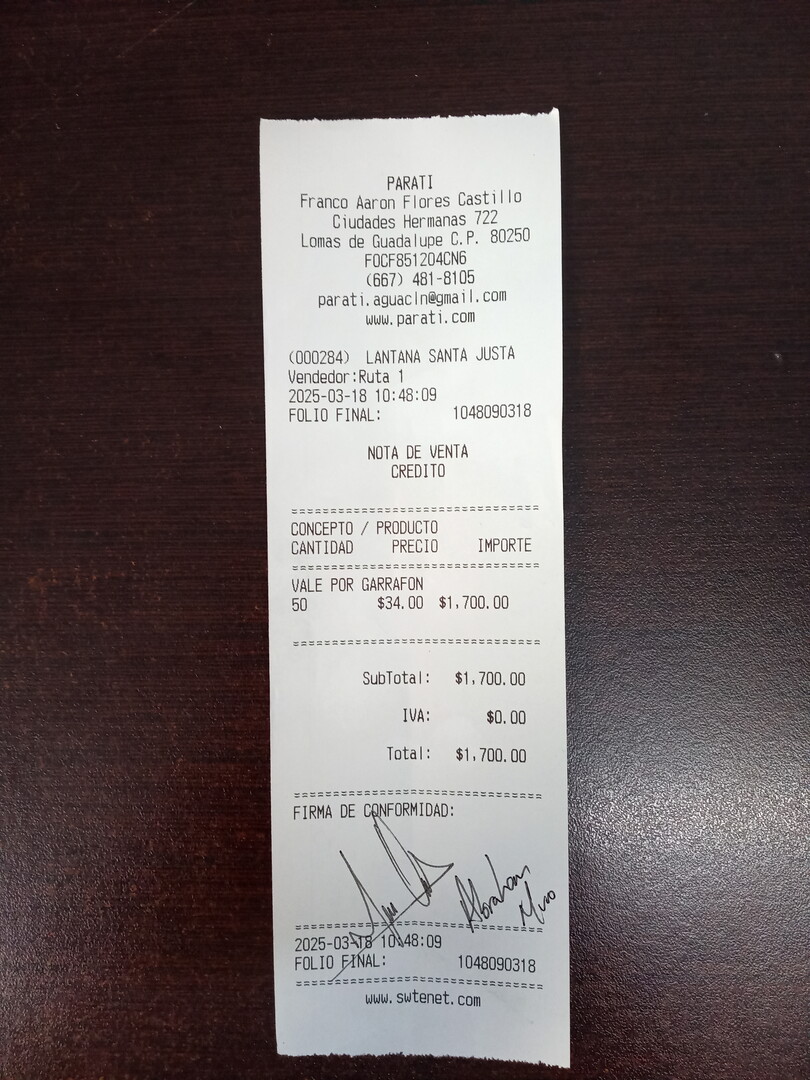 PARATI
Franco Aaron Flores Castillo
Ciudades Hermanas 722
Lomas de Guadalupe C.P. 80250
FOCF851204CN6
(667) 481-8105
parati.aguacln@gmail.com
www.parati.com
(000284) LANTANA SANTA JUSTA
Vendedor:Ruta 1
2025-03-18 10:48:09
FOLIO FINAL: 1048090318
NOTA DE VENTA
CREDITO
==============================
CONCEPTO / PRODUCTO
CANTIDAD PRECIO IMPORTE
==============================
VALE POR GARRAFON
50 $34.00 $1,700.00
==============================
SubTotal: $1,700.00
IVA: $0.00
Total: $1,700.00
==============================
FIRMA DE CONFORMIDAD:
Abraham
==============================
2025-03-18 10:48:09
FOLIO FINAL: 1048090318
==============================
www.swtenet.com